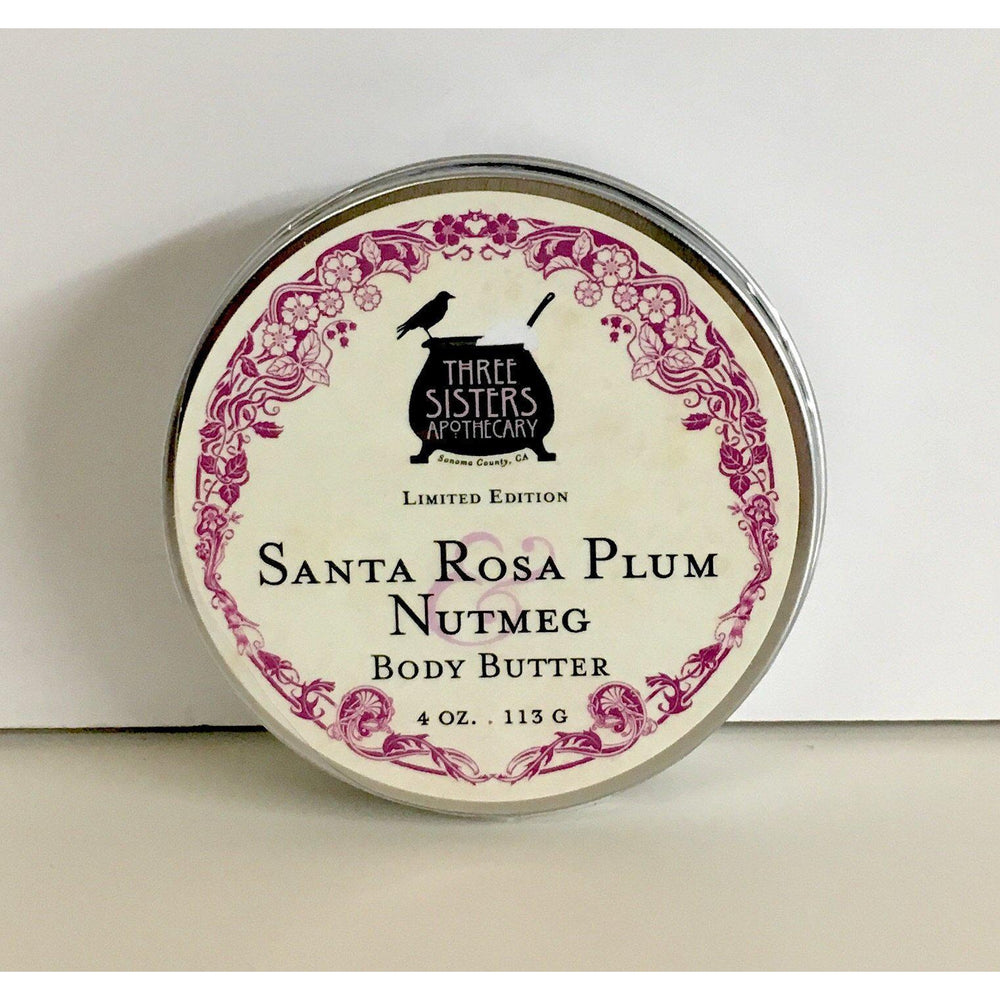 THREE
SISTERS
APOTHECARY
Sonoma County, CA
LIMITED EDITION
&
SANTA ROSA PLUM
NUTMEG
BODY BUTTER
4 OZ. . 113 G